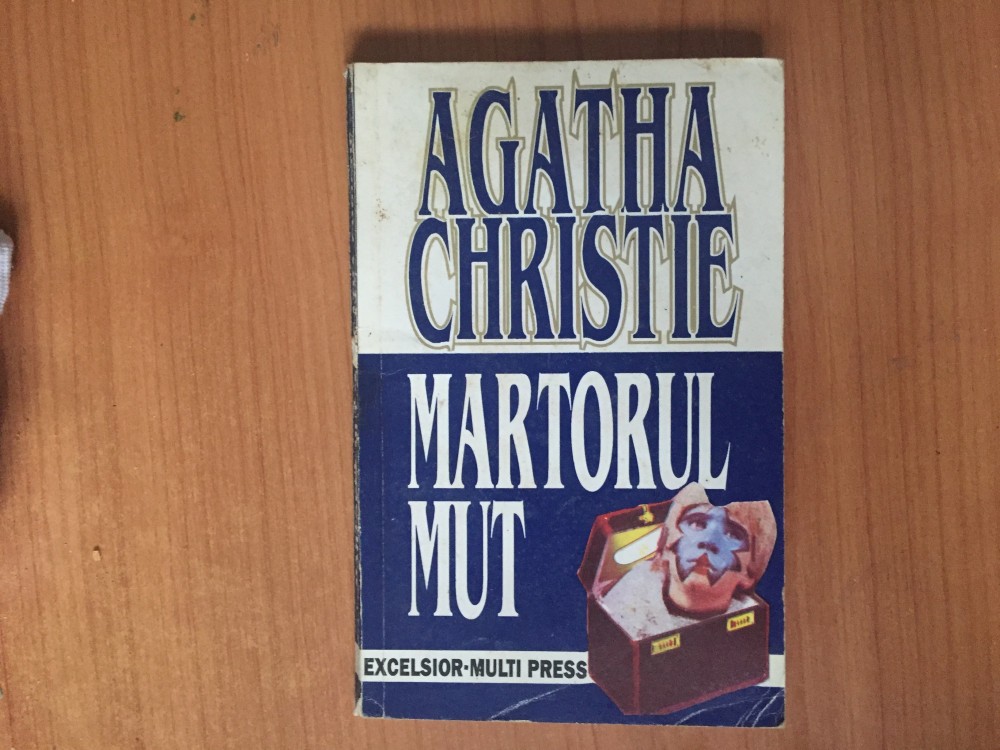 AGATHA
CHRISTIE
MARTORUL
MUT
EXCELSIOR-MULTI PRESS